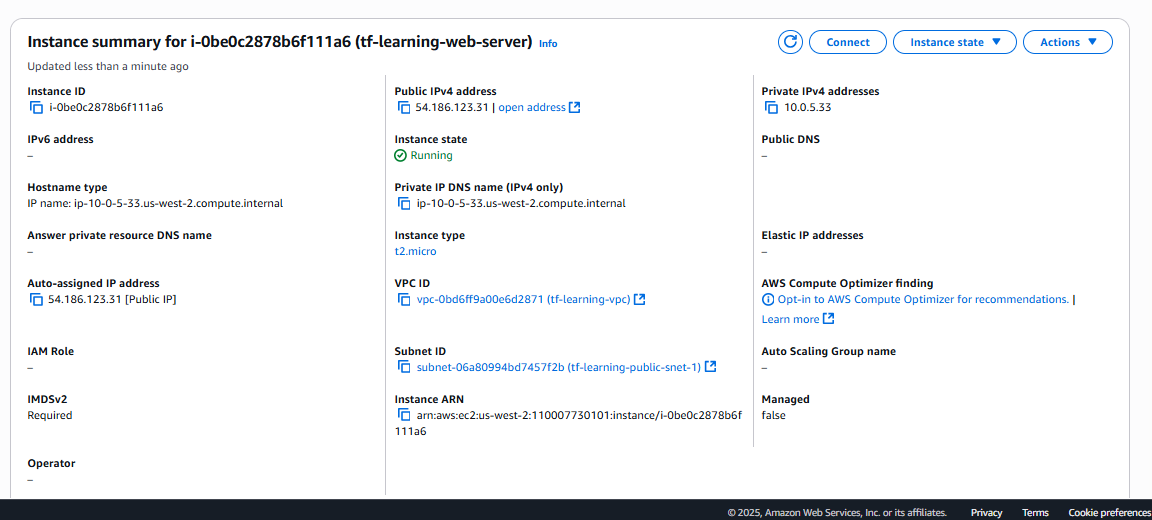 Instance summary for i-0be0c2878b6f111a6 (tf-learning-web-server) Info
Connect
Instance state
Actions
Updated less than a minute ago
Instance ID
i-0be0c2878b6f111a6
Public IPv4 address
54.186.123.31 | open address
Private IPv4 addresses
10.0.5.33
IPv6 address
–
Instance state
Running
Public DNS
–
Hostname type
IP name: ip-10-0-5-33.us-west-2.compute.internal
Private IP DNS name (IPv4 only)
ip-10-0-5-33.us-west-2.compute.internal
Answer private resource DNS name
–
Instance type
t2.micro
Elastic IP addresses
–
Auto-assigned IP address
54.186.123.31 [Public IP]
VPC ID
vpc-0bd6ff9a00e6d2871 (tf-learning-vpc)
AWS Compute Optimizer finding
Opt-in to AWS Compute Optimizer for recommendations. |
Learn more
IAM Role
–
Subnet ID
subnet-06a80994bd7457f2b (tf-learning-public-snet-1)
Auto Scaling Group name
–
IMDSv2
Required
Instance ARN
arn:aws:ec2:us-west-2:110007730101:instance/i-0be0c2878b6f
111a6
Managed
false
Operator
–
© 2025, Amazon Web Services, Inc. or its affiliates.
Privacy
Terms
Cookie preferences